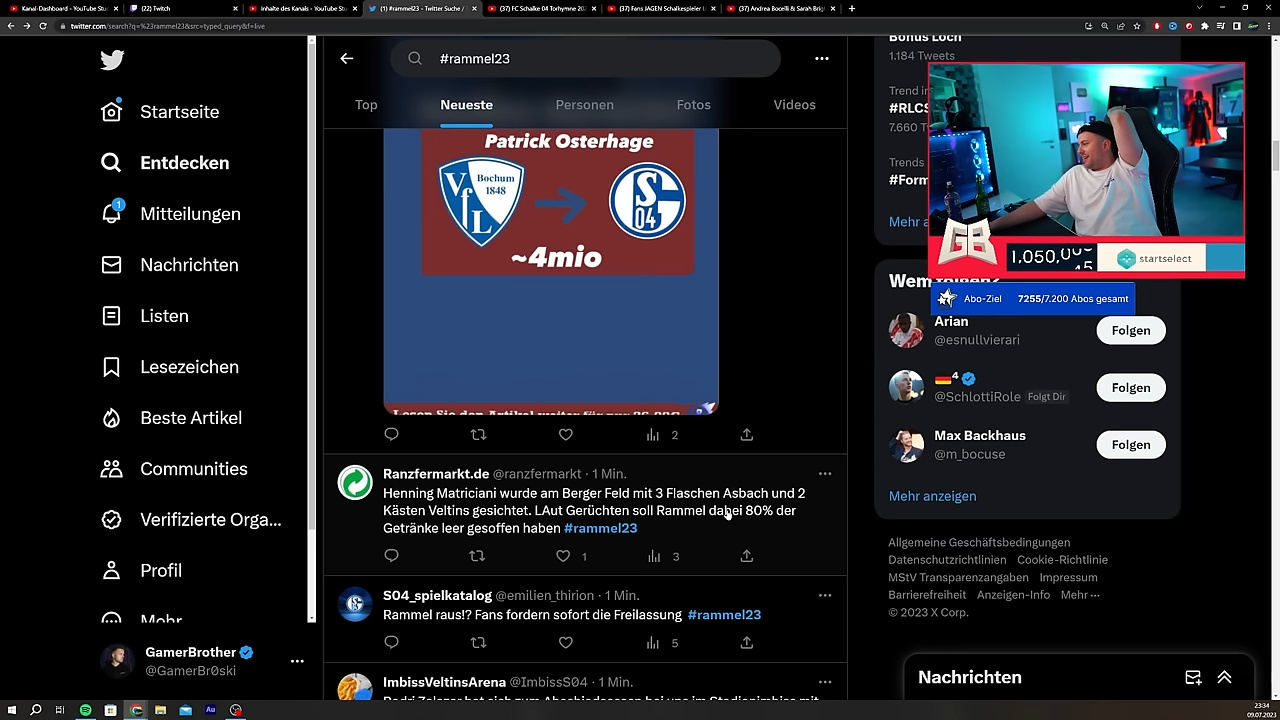 Kanal-Dashboard - YouTube Stu
(22) Twitch
Inhalte des Kanals - YouTube Stu
(1) #rammel23 - Twitter Suche /
(37) FC Schalke 04 Torhymne 202
(37) Fans JAGEN Schalkespieler
(37) Andrea Bocelli & Sarah Brig
twitter.com/search?q=%23rammel23&src=typed_query&f=live
#rammel23
Top
Neueste
Personen
Fotos
Videos
Startseite
Entdecken
1
Mitteilungen
Nachrichten
Listen
Lesezeichen
Beste Artikel
Communities
Verifizierte Orga...
Profil
Mehr
GamerBrother
@GamerBr0ski
Patrick Osterhage
VfL
Bochum
1848
S
04
~4mio
Lesen Sie den Artikel weiter für nur
2
Ranzfermarkt.de @ranzfermarkt · 1 Min.
Henning Matriciani wurde am Berger Feld mit 3 Flaschen Asbach und 2
Kästen Veltins gesichtet. LAut Gerüchten soll Rammel dabei 80% der
Getränke leer gesoffen haben #rammel23
1
3
S04_spielkatalog @emilien_thirion · 1 Min.
Rammel raus!? Fans fordern sofort die Freilassung #rammel23
5
ImbissVeltinsArena @ImbissS04 · 1 Min.
Bonus Loch
1.184 Tweets
Trend in
#RLCS
7.660 T
Trends
#Form
Mehr a
GB
1,050,0
startselect
Abo-Ziel 7255/7.200 Abos gesamt
Wem
Arian
@esnullvierari
Folgen
4
@SchlottiRole Folgt Dir
Folgen
Max Backhaus
@m_bocuse
Folgen
Mehr anzeigen
Allgemeine Geschäftsbedingungen
Datenschutzrichtlinien Cookie-Richtlinie
MStV Transparenzangaben Impressum
Barrierefreiheit Anzeigen-Info Mehr ···
© 2023 X Corp.
Nachrichten
23:34
09.07.2023